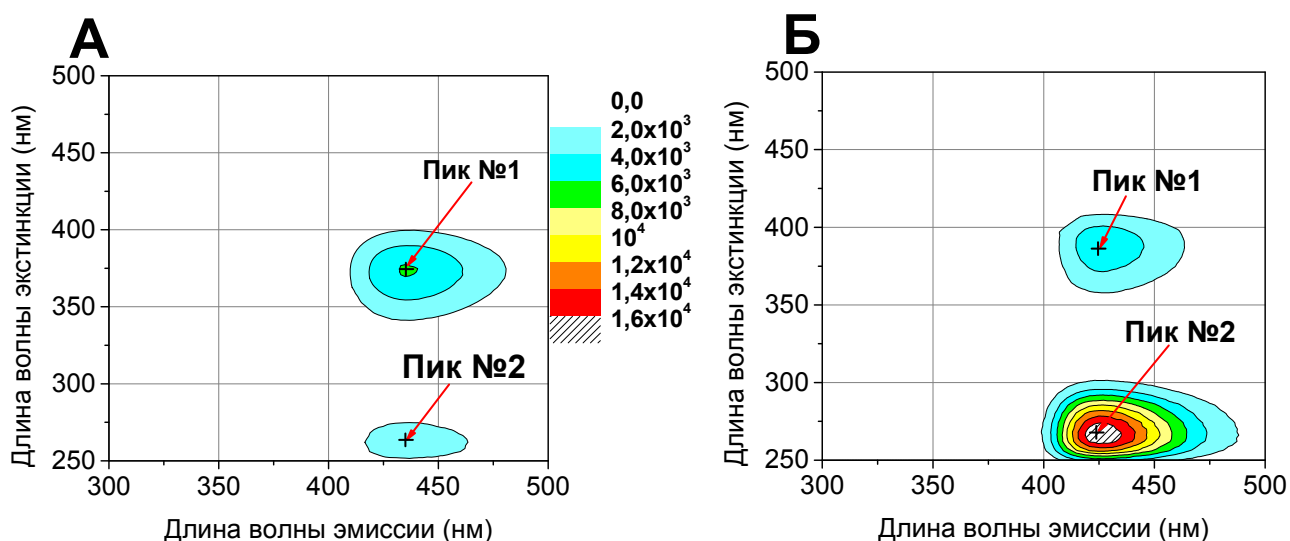 А
Длина волны экстинкции (нм)
500
450
400
350
300
250
Пик №1
Пик №2
300
350
400
450
500
Длина волны эмиссии (нм)
0,0
2,0x10³
4,0x10³
6,0x10³
8,0x10³
10⁴
1,2x10⁴
1,4x10⁴
1,6x10⁴
Б
Длина волны экстинкции (нм)
500
450
400
350
300
250
Пик №1
Пик №2
300
350
400
450
500
Длина волны эмиссии (нм)